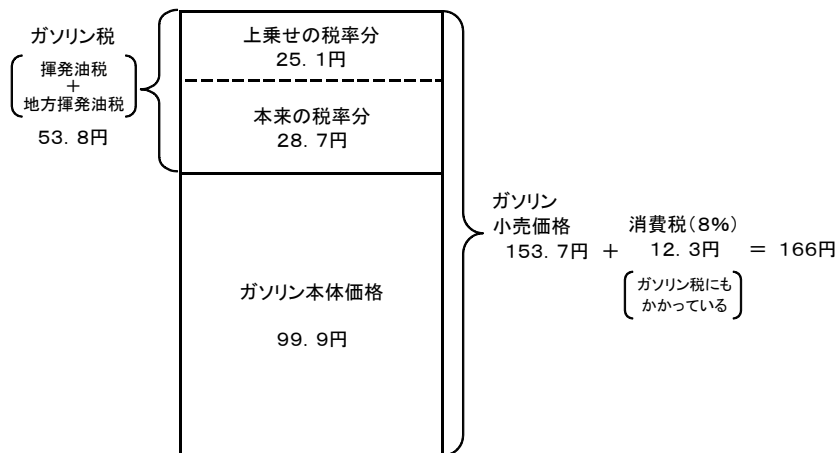 ガソリン税
揮発油税
＋
地方揮発油税
53．8円
上乗せの税率分
25．1円
本来の税率分
28．7円
ガソリン本体価格
99．9円
ガソリン
小売価格
153．7円 ＋ 消費税（8％） 12．3円 ＝ 166円
ガソリン税にも
かかっている